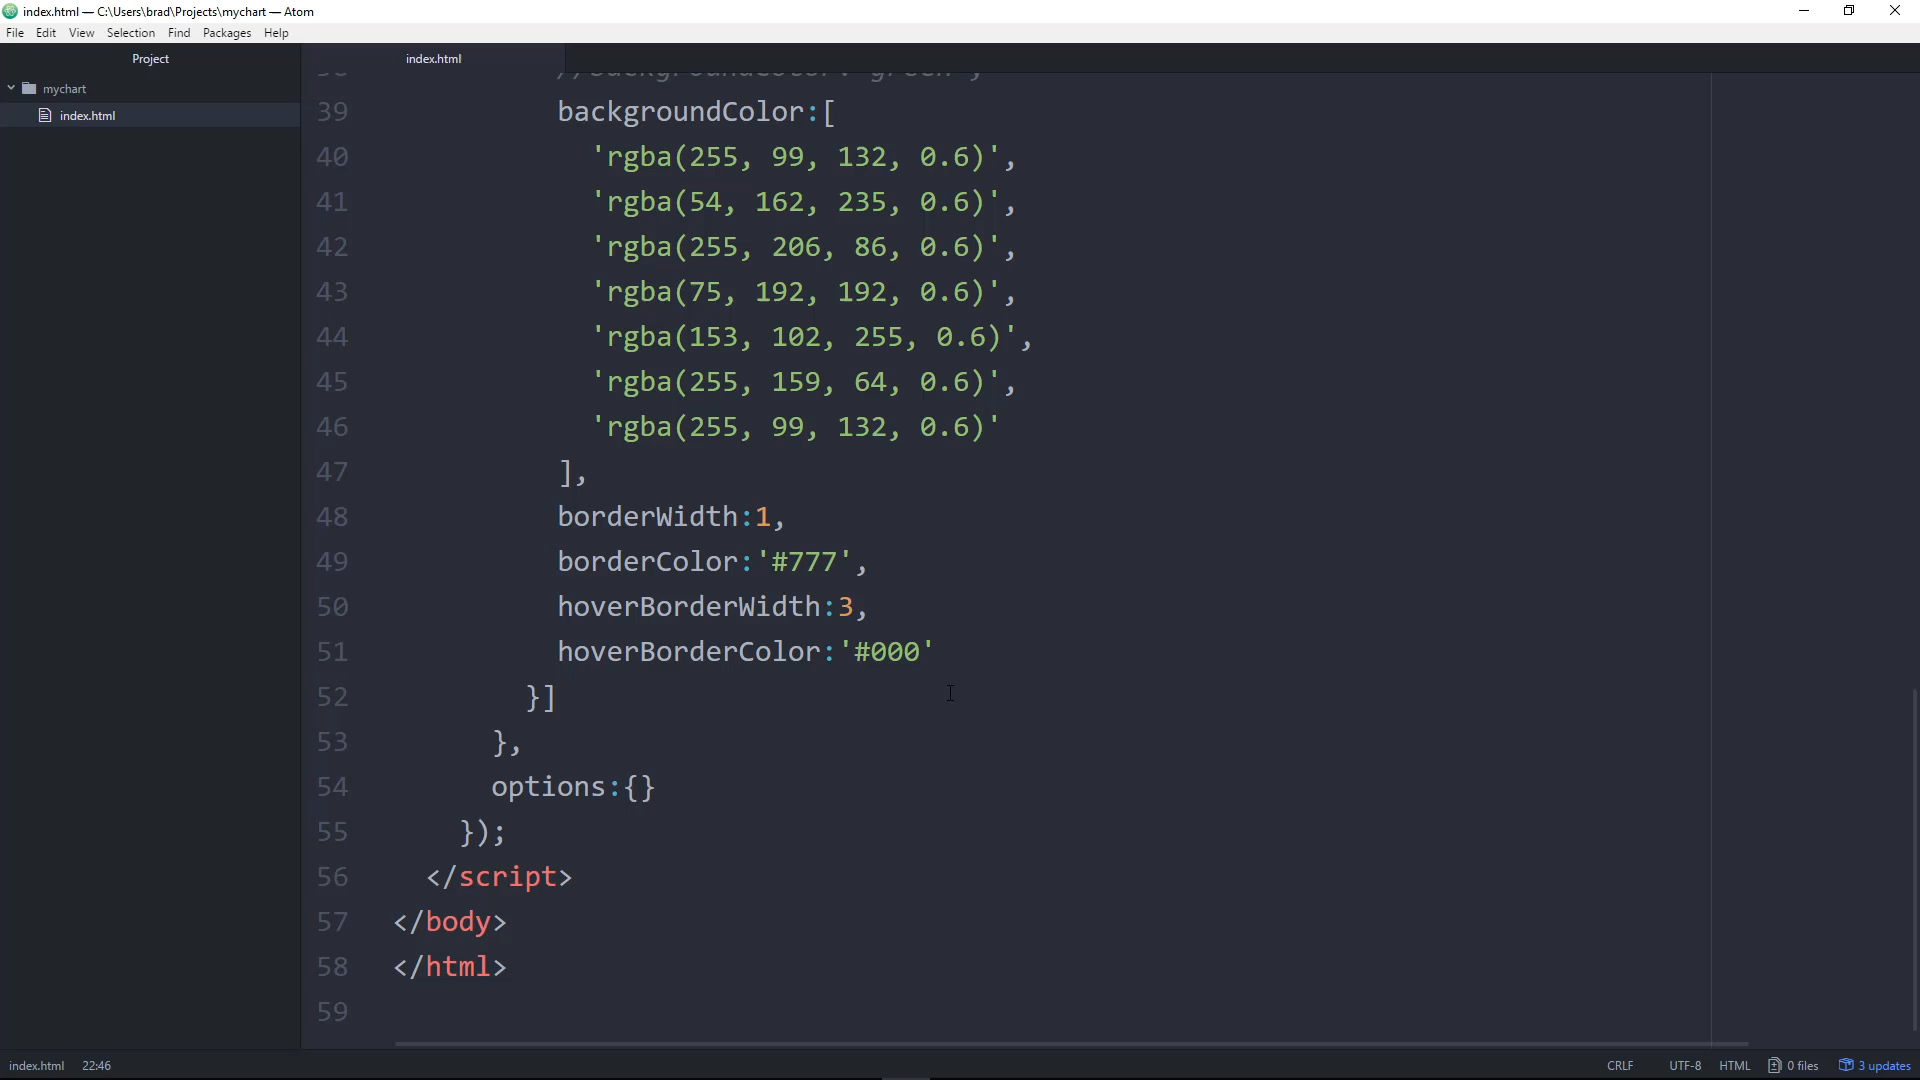 index.html — C:\Users\brad\Projects\mychart — Atom
File Edit View Selection Find Packages Help
Project
index.html
mychart
index.html
38 //backgroundColor:'green',
39 backgroundColor:[
40 'rgba(255, 99, 132, 0.6)',
41 'rgba(54, 162, 235, 0.6)',
42 'rgba(255, 206, 86, 0.6)',
43 'rgba(75, 192, 192, 0.6)',
44 'rgba(153, 102, 255, 0.6)',
45 'rgba(255, 159, 64, 0.6)',
46 'rgba(255, 99, 132, 0.6)'
47 ],
48 borderWidth:1,
49 borderColor:'#777',
50 hoverBorderWidth:3,
51 hoverBorderColor:'#000'
52 }]
53 },
54 options:{}
55 });
56 </script>
57 </body>
58 </html>
59
index.html 22:46 CRLF UTF-8 HTML 0 files 3 updates